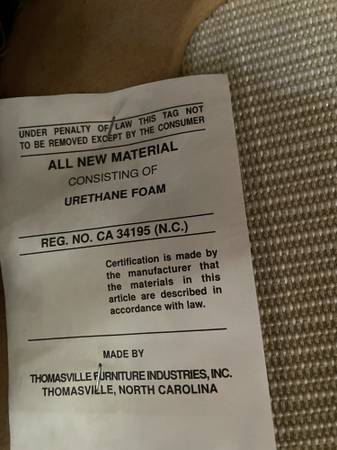 UNDER PENALTY OF LAW THIS TAG NOT
TO BE REMOVED EXCEPT BY THE CONSUMER
ALL NEW MATERIAL
CONSISTING OF
URETHANE FOAM
REG. NO. CA 34195 (N.C.)
Certification is made by
the manufacturer that
the materials in this
article are described in
accordance with law.
MADE BY
THOMASVILLE FURNITURE INDUSTRIES, INC.
THOMASVILLE, NORTH CAROLINA